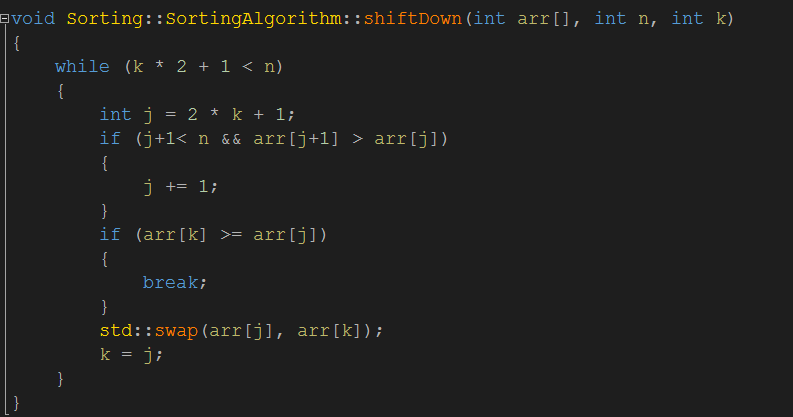 void Sorting::SortingAlgorithm::shiftDown(int arr[], int n, int k)
{
    while (k * 2 + 1 < n)
    {
        int j = 2 * k + 1;
        if (j+1< n && arr[j+1] > arr[j])
        {
            j += 1;
        }
        if (arr[k] >= arr[j])
        {
            break;
        }
        std::swap(arr[j], arr[k]);
        k = j;
    }
}